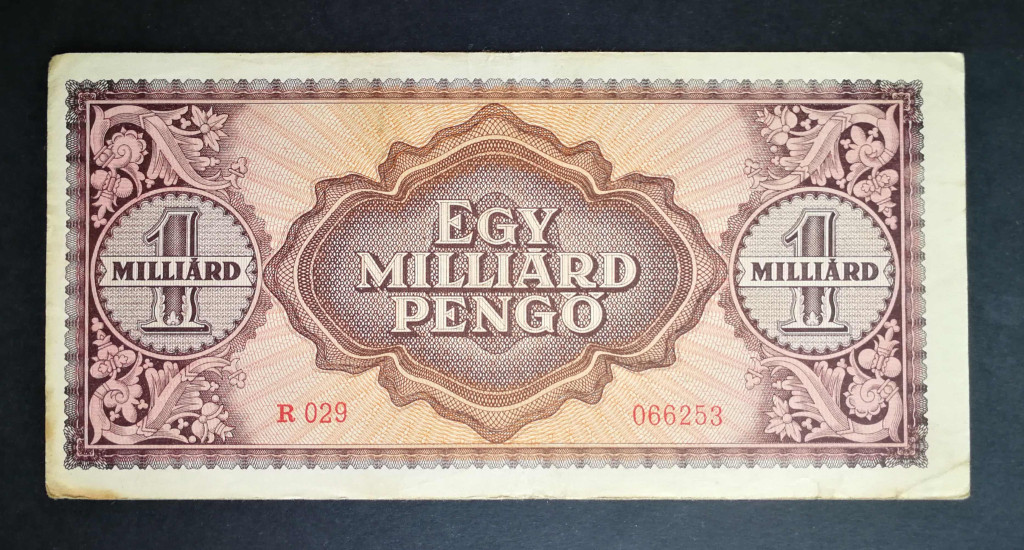 EGY
MILLIÁRD
PENGŐ
1
MILLIÁRD
1
MILLIÁRD
R 029
066253